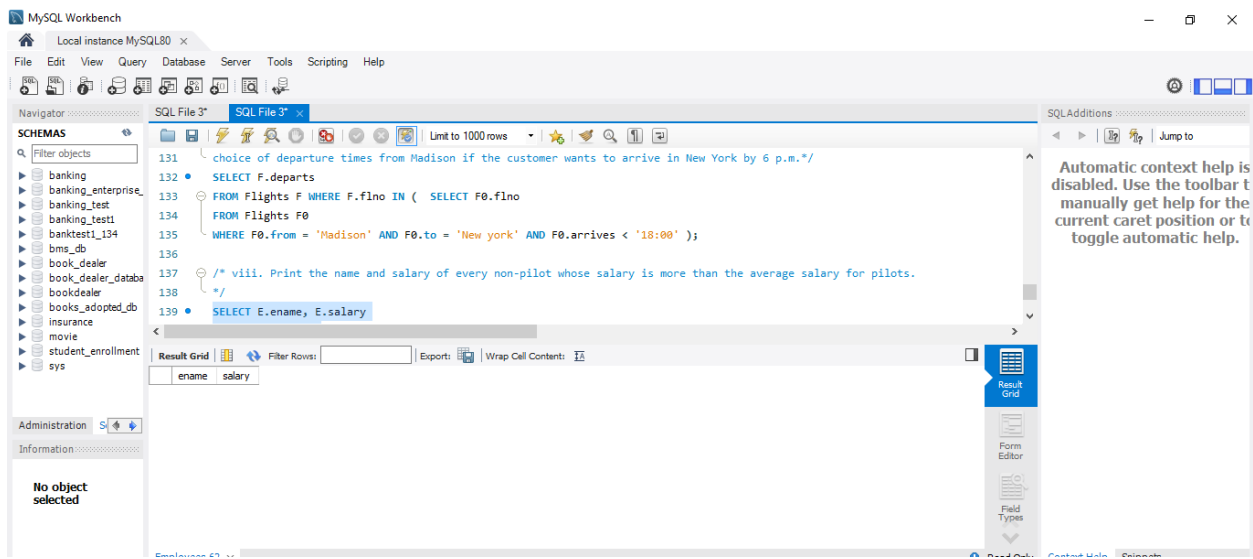 MySQL Workbench
Local instance MySQL80 ×
File Edit View Query Database Server Tools Scripting Help
Navigator
SCHEMAS
Filter objects
banking
banking_enterprise_
banking_test
banking_test1
banktest1_134
bms_db
book_dealer
book_dealer_databa
bookdealer
books_adopted_db
insurance
movie
student_enrollment
sys
Administration
Information
No object
selected
SQL File 3* SQL File 3* ×
Limit to 1000 rows
131 choice of departure times from Madison if the customer wants to arrive in New York by 6 p.m.*/
132 SELECT F.departs
133 FROM Flights F WHERE F.flno IN ( SELECT F0.flno
134 FROM Flights F0
135 WHERE F0.from = 'Madison' AND F0.to = 'New york' AND F0.arrives < '18:00' );
136
137 /* viii. Print the name and salary of every non-pilot whose salary is more than the average salary for pilots.
138 */
139 SELECT E.ename, E.salary
Result Grid Filter Rows: Export: Wrap Cell Content:
ename salary
Result
Grid
Form
Editor
Field
Types
Read Only
SQLAdditions
Jump to
Automatic context help is
disabled. Use the toolbar t
manually get help for the
current caret position or to
toggle automatic help.
Context Help Snippets